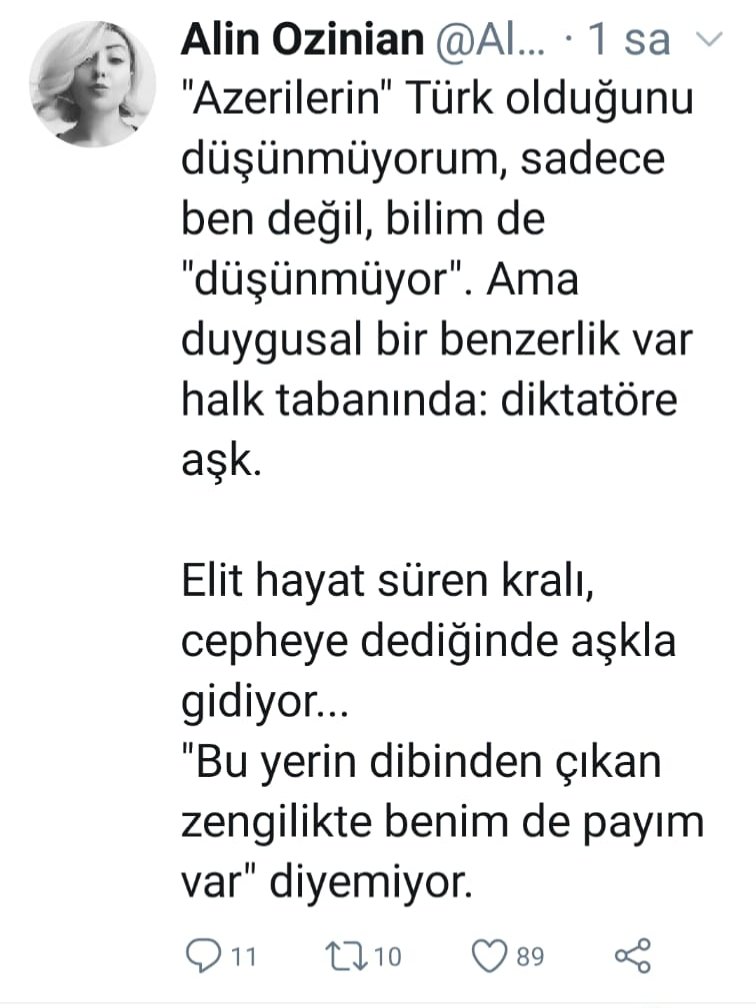 Alin Ozinian @Al... · 1 sa
"Azerilerin" Türk olduğunu
düşünmüyorum, sadece
ben değil, bilim de
"düşünmüyor". Ama
duygusal bir benzerlik var
halk tabanında: diktatöre
aşk.
Elit hayat süren kralı,
cepheye dediğinde aşkla
gidiyor...
"Bu yerin dibinden çıkan
zengilikte benim de payım
var" diyemiyor.
11 10 89